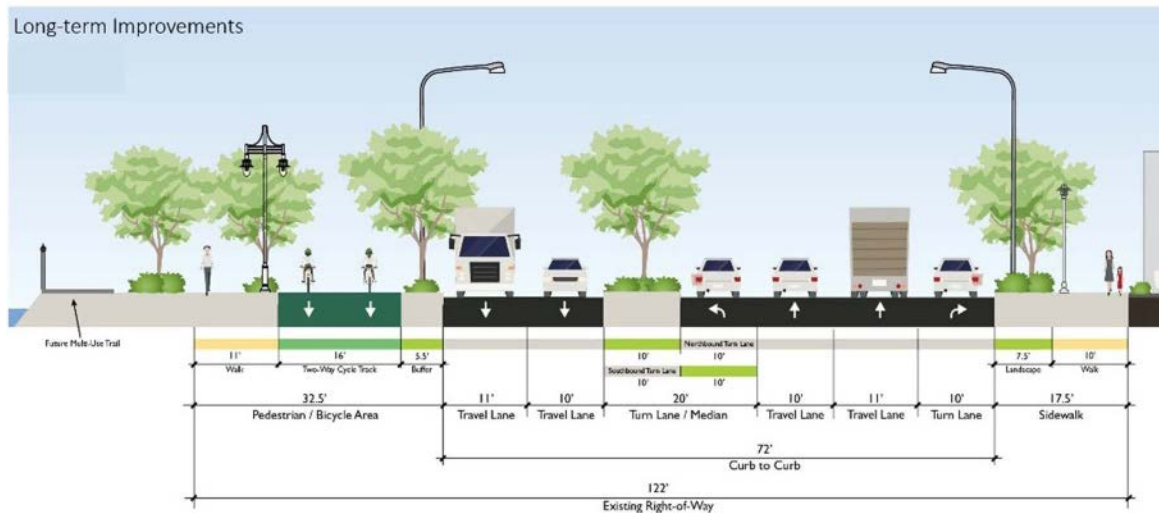 Long-term Improvements
Future Multi-Use Trail
11'
Walk
16'
Two-Way Cycle Track
5.5'
Buffer
10'
Northbound Turn Lane
10'
Southbound Turn Lane
10'
10'
7.5'
Landscape
10'
Walk
32.5'
Pedestrian / Bicycle Area
11'
Travel Lane
10'
Travel Lane
20'
Turn Lane / Median
10'
Travel Lane
11'
Travel Lane
10'
Turn Lane
17.5'
Sidewalk
72'
Curb to Curb
122'
Existing Right-of-Way